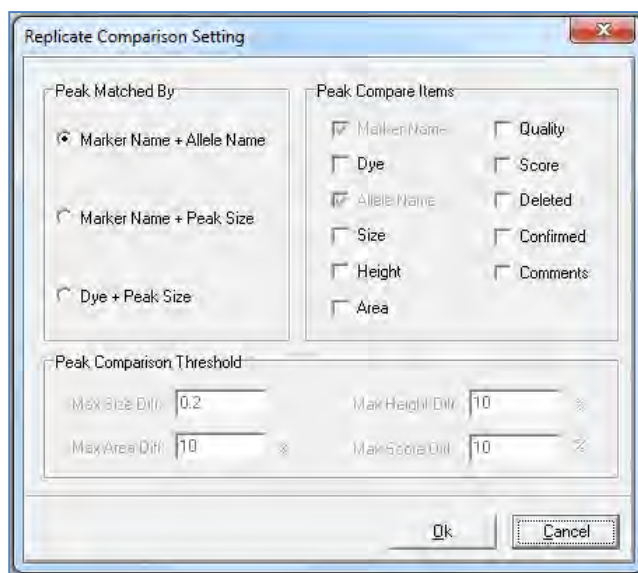 Replicate Comparison Setting
Peak Matched By
Marker Name + Allele Name
Marker Name + Peak Size
Dye + Peak Size
Peak Compare Items
Marker Name
Dye
Allele Name
Size
Height
Area
Quality
Score
Deleted
Confirmed
Comments
Peak Comparison Threshold
Max Size Diff 0.2
Max Height Diff 10 %
Max Area Diff 10 %
Max Score Diff 10 %
Ok
Cancel